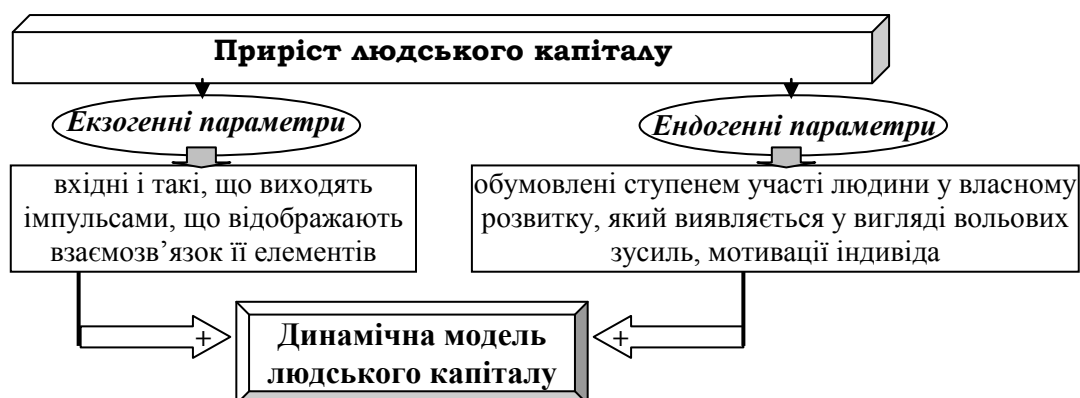 Приріст людського капіталу
Екзогенні параметри
Ендогенні параметри
вхідні і такі, що виходять
імпульсами, що відображають
взаємозв’язок її елементів
обумовлені ступенем участі людини у власному
розвитку, який виявляється у вигляді вольових
зусиль, мотивації індивіда
+
Динамічна модель
людського капіталу
+